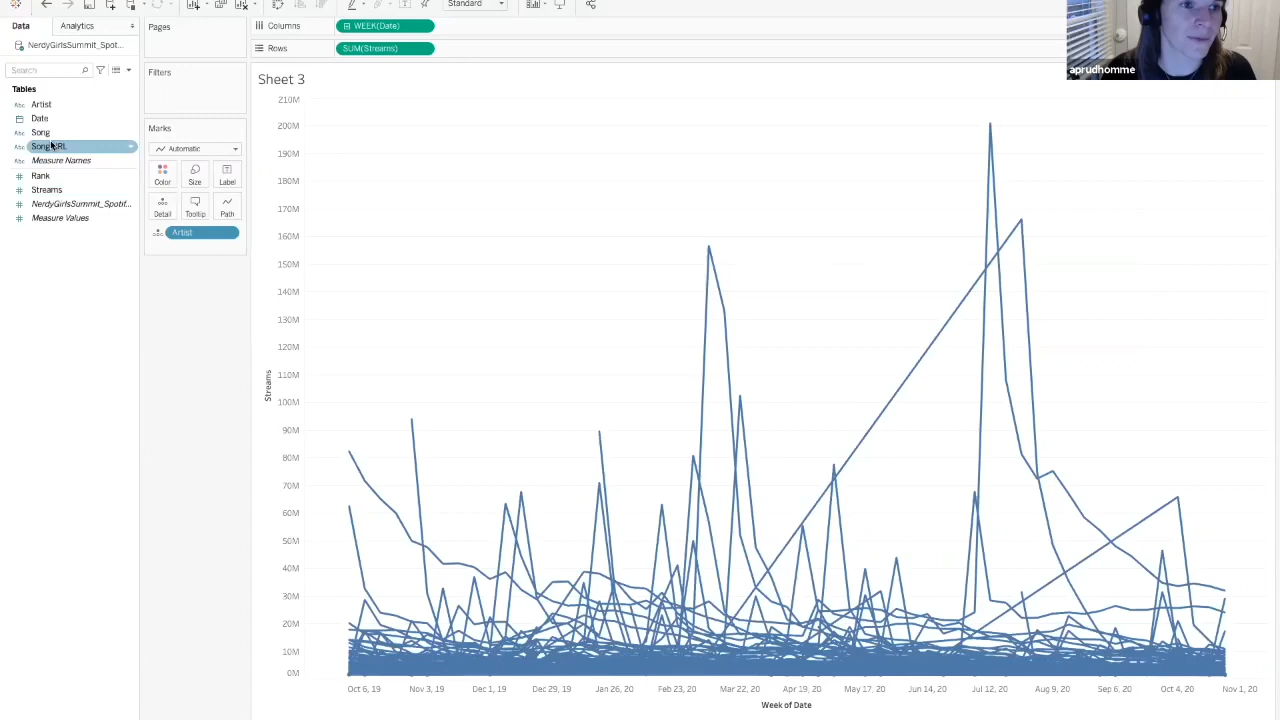 Standard
Data
Analytics
Pages
Columns
WEEK(Date)
Rows
SUM(Streams)
NerdyGirlsSummit_Spot...
Search
Filters
Sheet 3
aprudhomme
Tables
Abc Artist
Date
Abc Song
Abc Song URL
Abc Measure Names
Rank
Streams
NerdyGirlsSummit_Spotif...
Measure Values
Marks
Automatic
Color
Size
Label
Detail
Tooltip
Path
Artist
210M
200M
190M
180M
170M
160M
150M
140M
130M
120M
110M
100M
90M
80M
70M
60M
50M
40M
30M
20M
10M
0M
Streams
Oct 6, 19
Nov 3, 19
Dec 1, 19
Dec 29, 19
Jan 26, 20
Feb 23, 20
Mar 22, 20
Apr 19, 20
May 17, 20
Jun 14, 20
Jul 12, 20
Aug 9, 20
Sep 6, 20
Oct 4, 20
Nov 1, 20
Week of Date